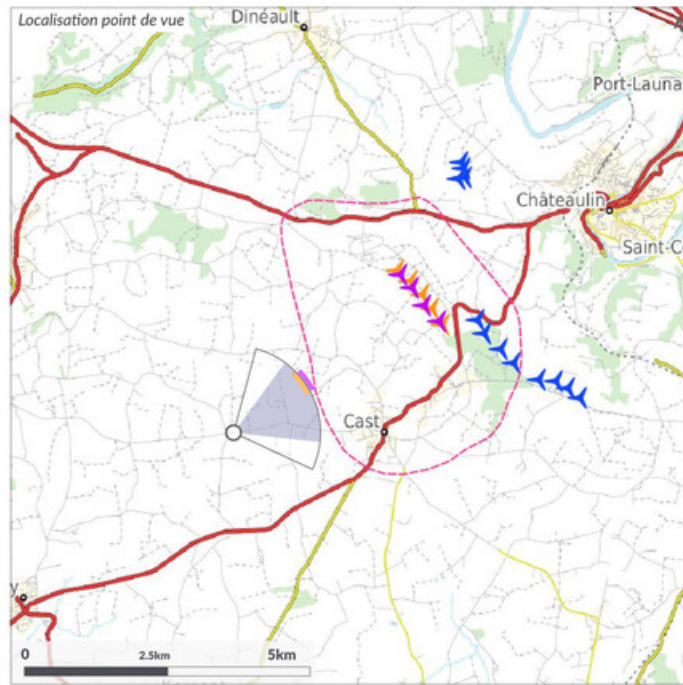 Localisation point de vue
Dinéault
Port-Launa
Châteaulin
Saint-C
Cast
y
0
2.5km
5km